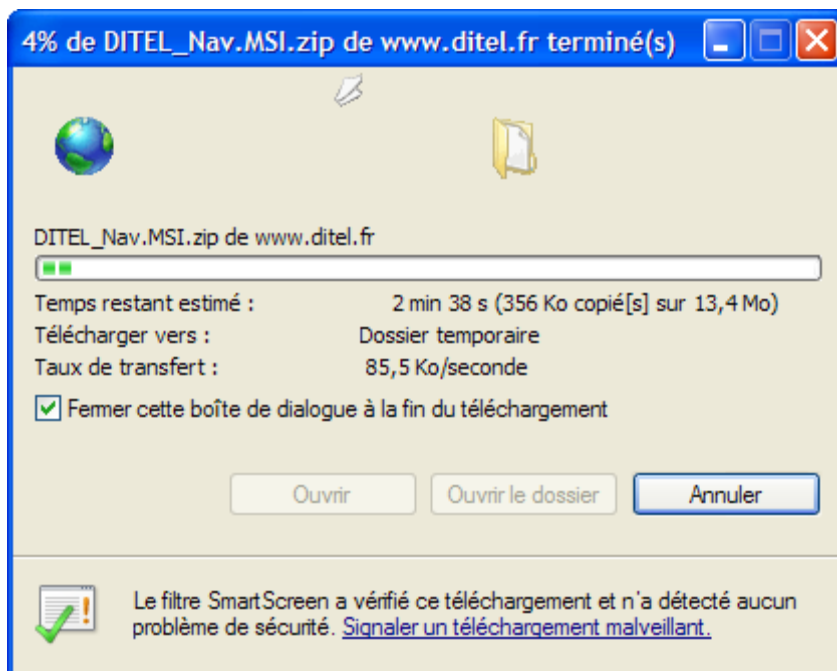 4% de DITEL_Nav.MSI.zip de www.ditel.fr terminé(s)
DITEL_Nav.MSI.zip de www.ditel.fr
Temps restant estimé : 2 min 38 s (356 Ko copié[s] sur 13,4 Mo)
Télécharger vers : Dossier temporaire
Taux de transfert : 85,5 Ko/seconde
Fermer cette boîte de dialogue à la fin du téléchargement
Ouvrir Ouvrir le dossier Annuler
Le filtre SmartScreen a vérifié ce téléchargement et n'a détecté aucun
problème de sécurité. Signaler un téléchargement malveillant.